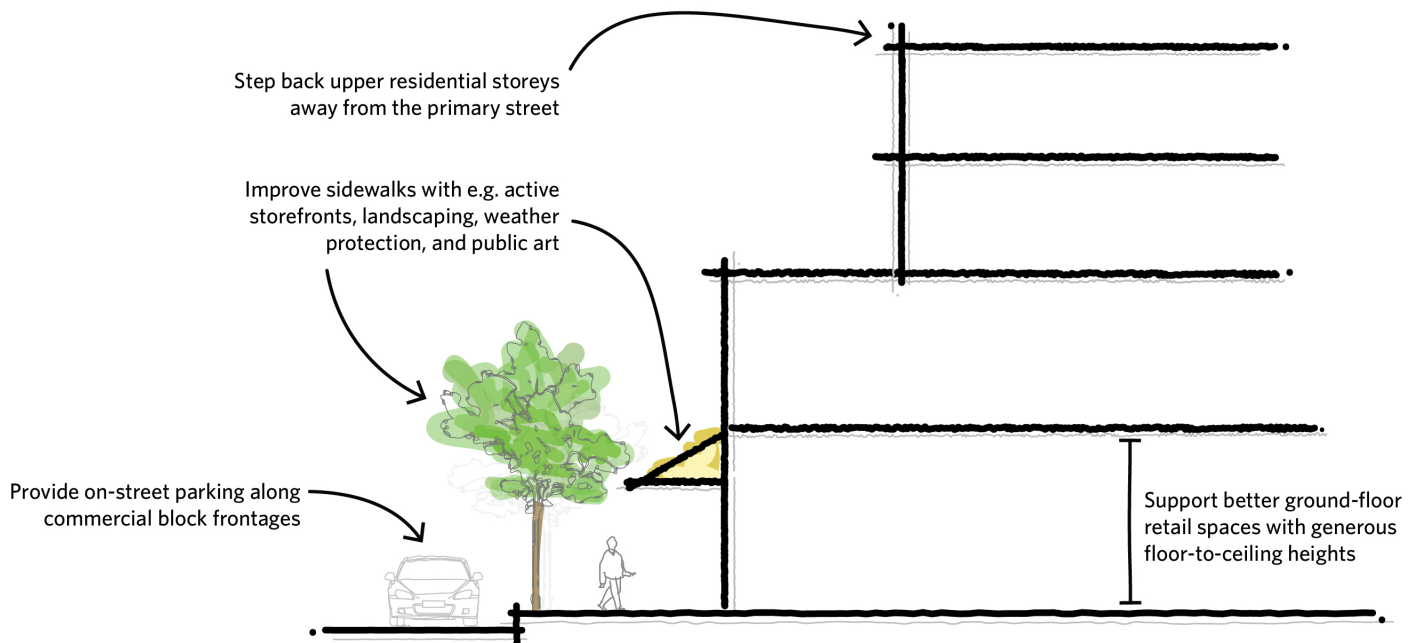 Step back upper residential storeys
away from the primary street
Improve sidewalks with e.g. active
storefronts, landscaping, weather
protection, and public art
Provide on-street parking along
commercial block frontages
Support better ground-floor
retail spaces with generous
floor-to-ceiling heights